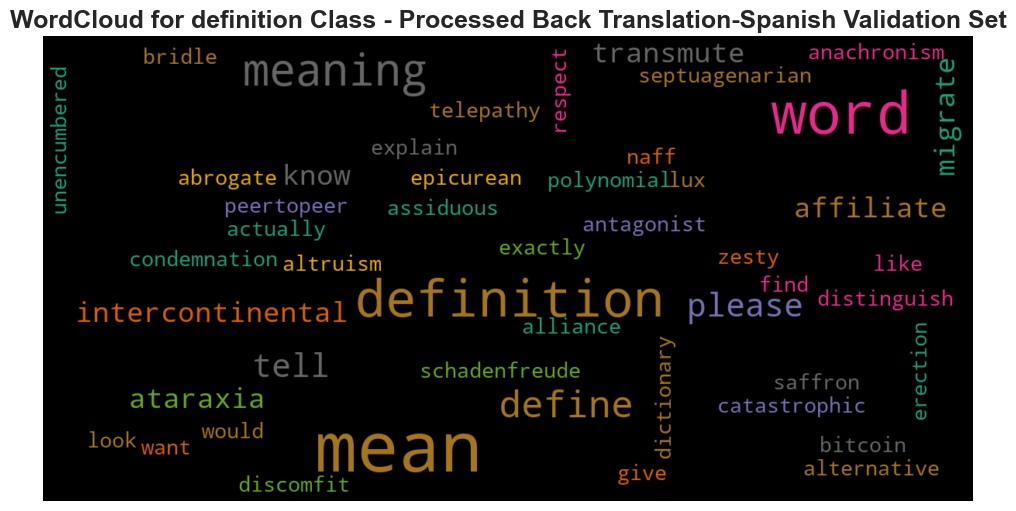 WordCloud for definition Class - Processed Back Translation-Spanish Validation Set
bridle
meaning
transmute
anachronism
septuagenarian
respect
migrate
unencumbered
telepathy
word
explain
naff
abrogate
know
epicurean
polynomial
lux
peertopeer
assiduous
affiliate
actually
antagonist
exactly
condemnation
altruism
zesty
like
definition
find
intercontinental
please
distinguish
alliance
tell
schadenfreude
dictionary
erection
saffron
ataraxia
define
catastrophic
look
want
would
mean
bitcoin
give
alternative
discomfit